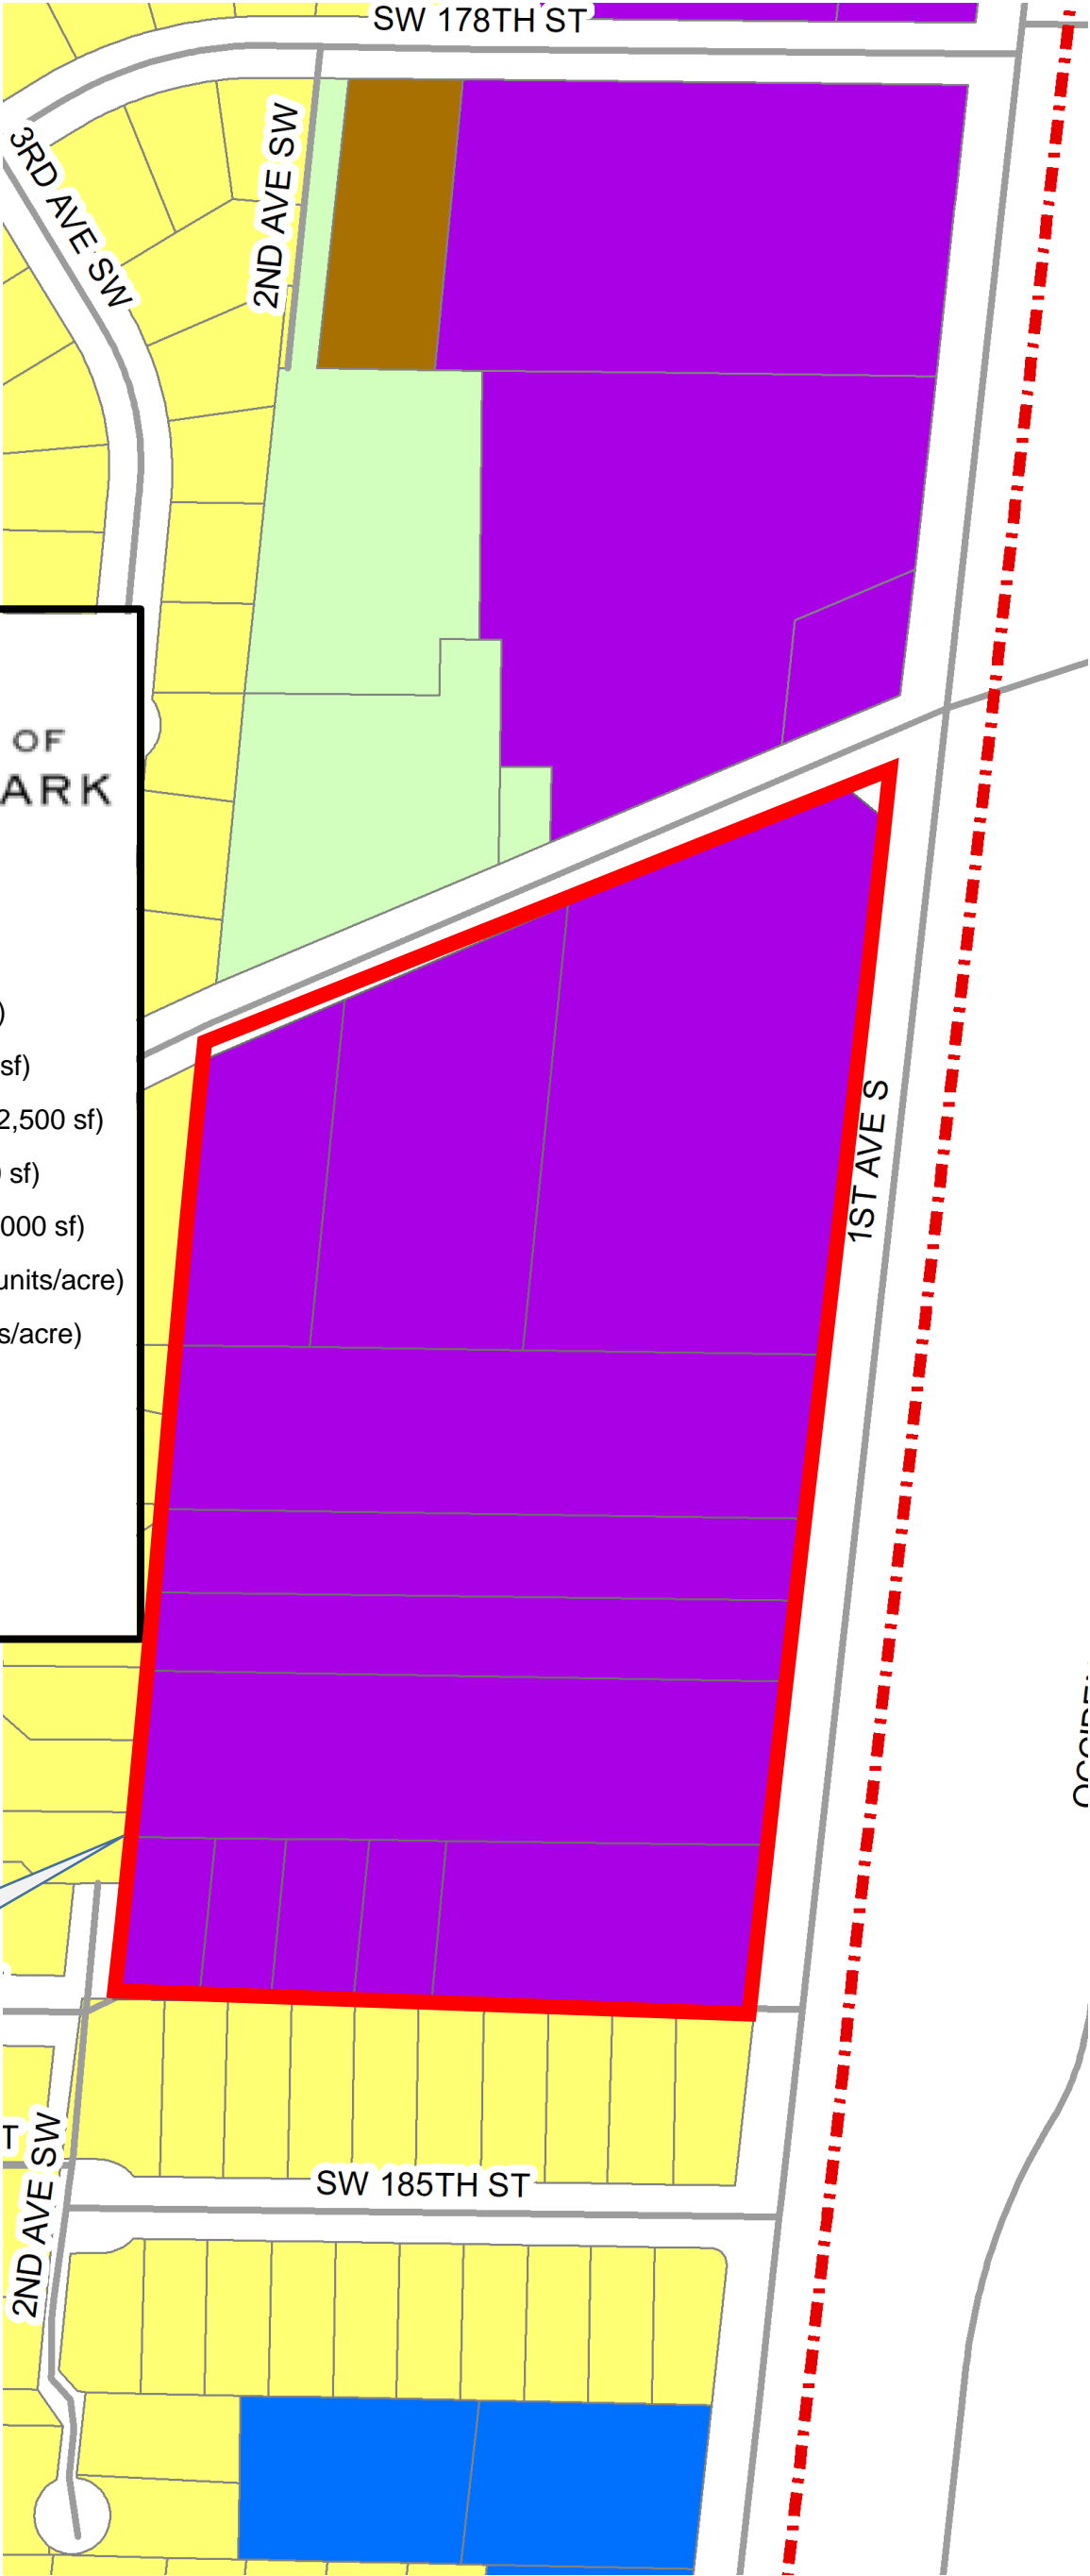 SW 178TH ST
3RD AVE SW
2ND AVE SW
OF
ARK
)
sf)
2,500 sf)
sf)
000 sf)
units/acre)
s/acre)
1ST AVE S
T
2ND AVE SW
SW 185TH ST